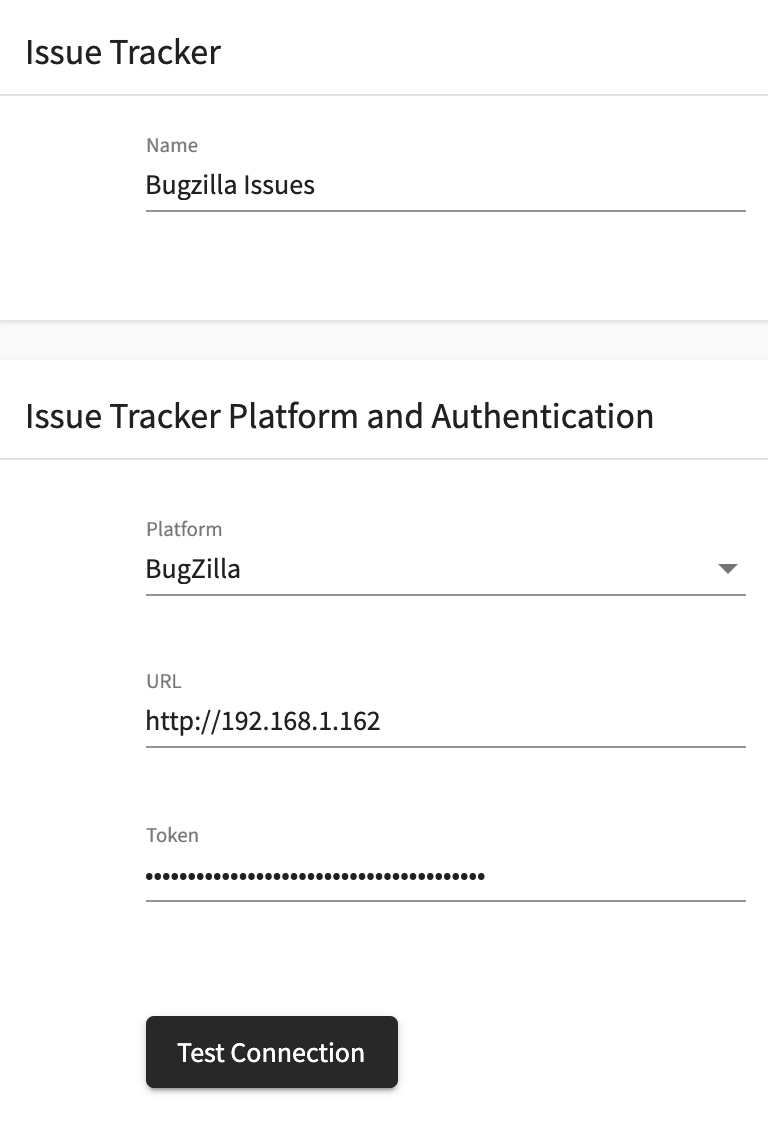 Issue Tracker
Name
Bugzilla Issues
Issue Tracker Platform and Authentication
Platform
BugZilla
URL
http://192.168.1.162
Token
••••••••••••••••••••••••••••••••••••••••
Test Connection